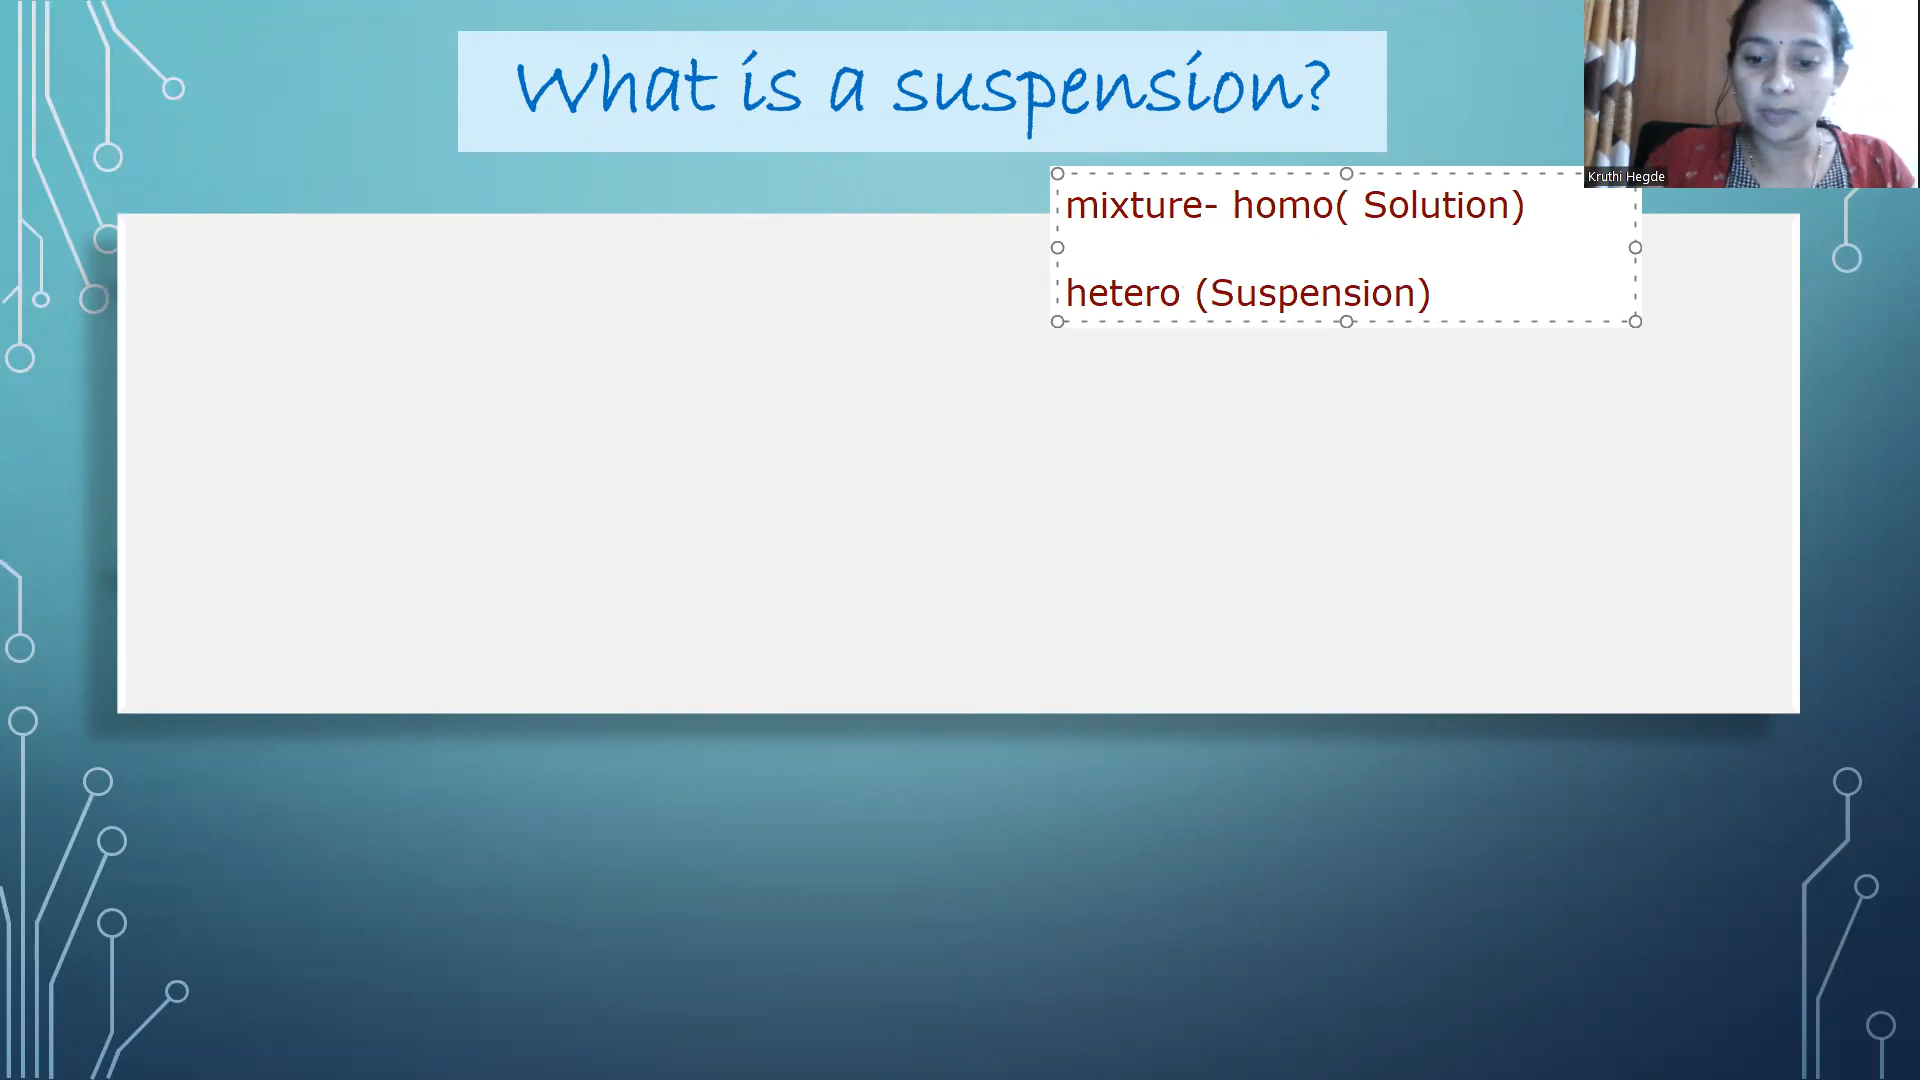 What is a suspension?
Kruthi Hegde
mixture- homo( Solution)
hetero (Suspension)